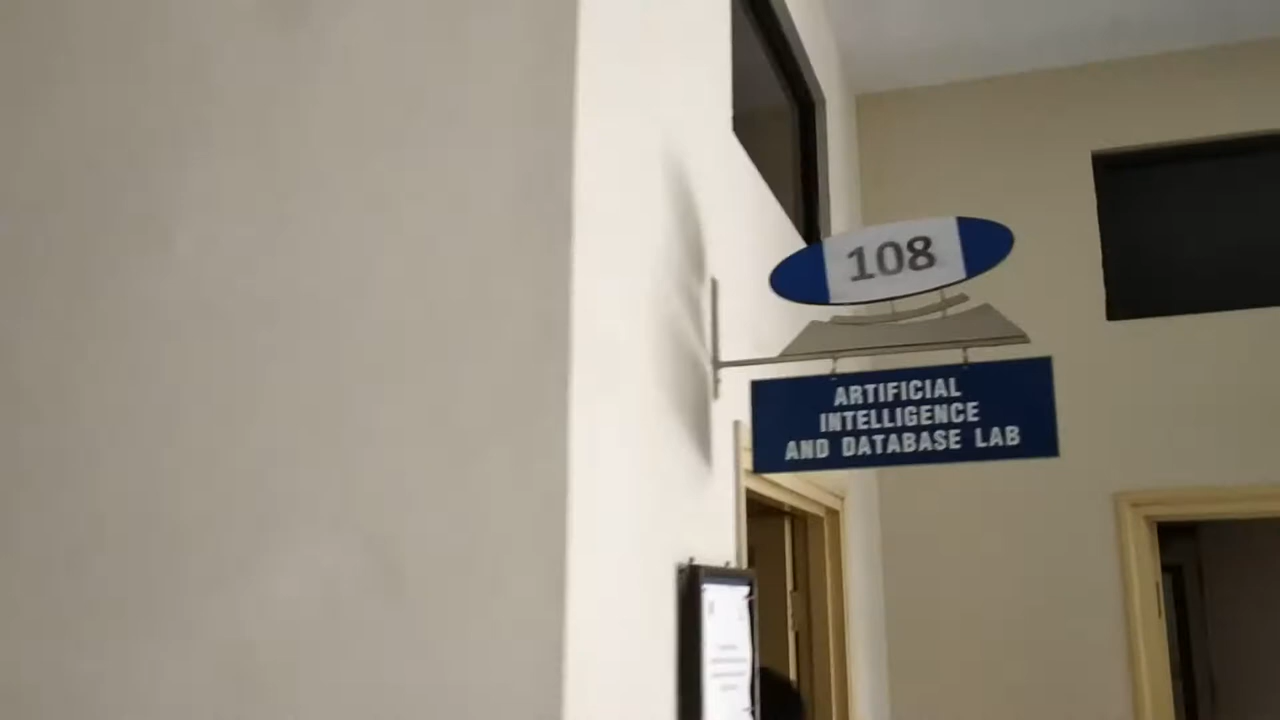 108
ARTIFICIAL
INTELLIGENCE
AND DATABASE LAB